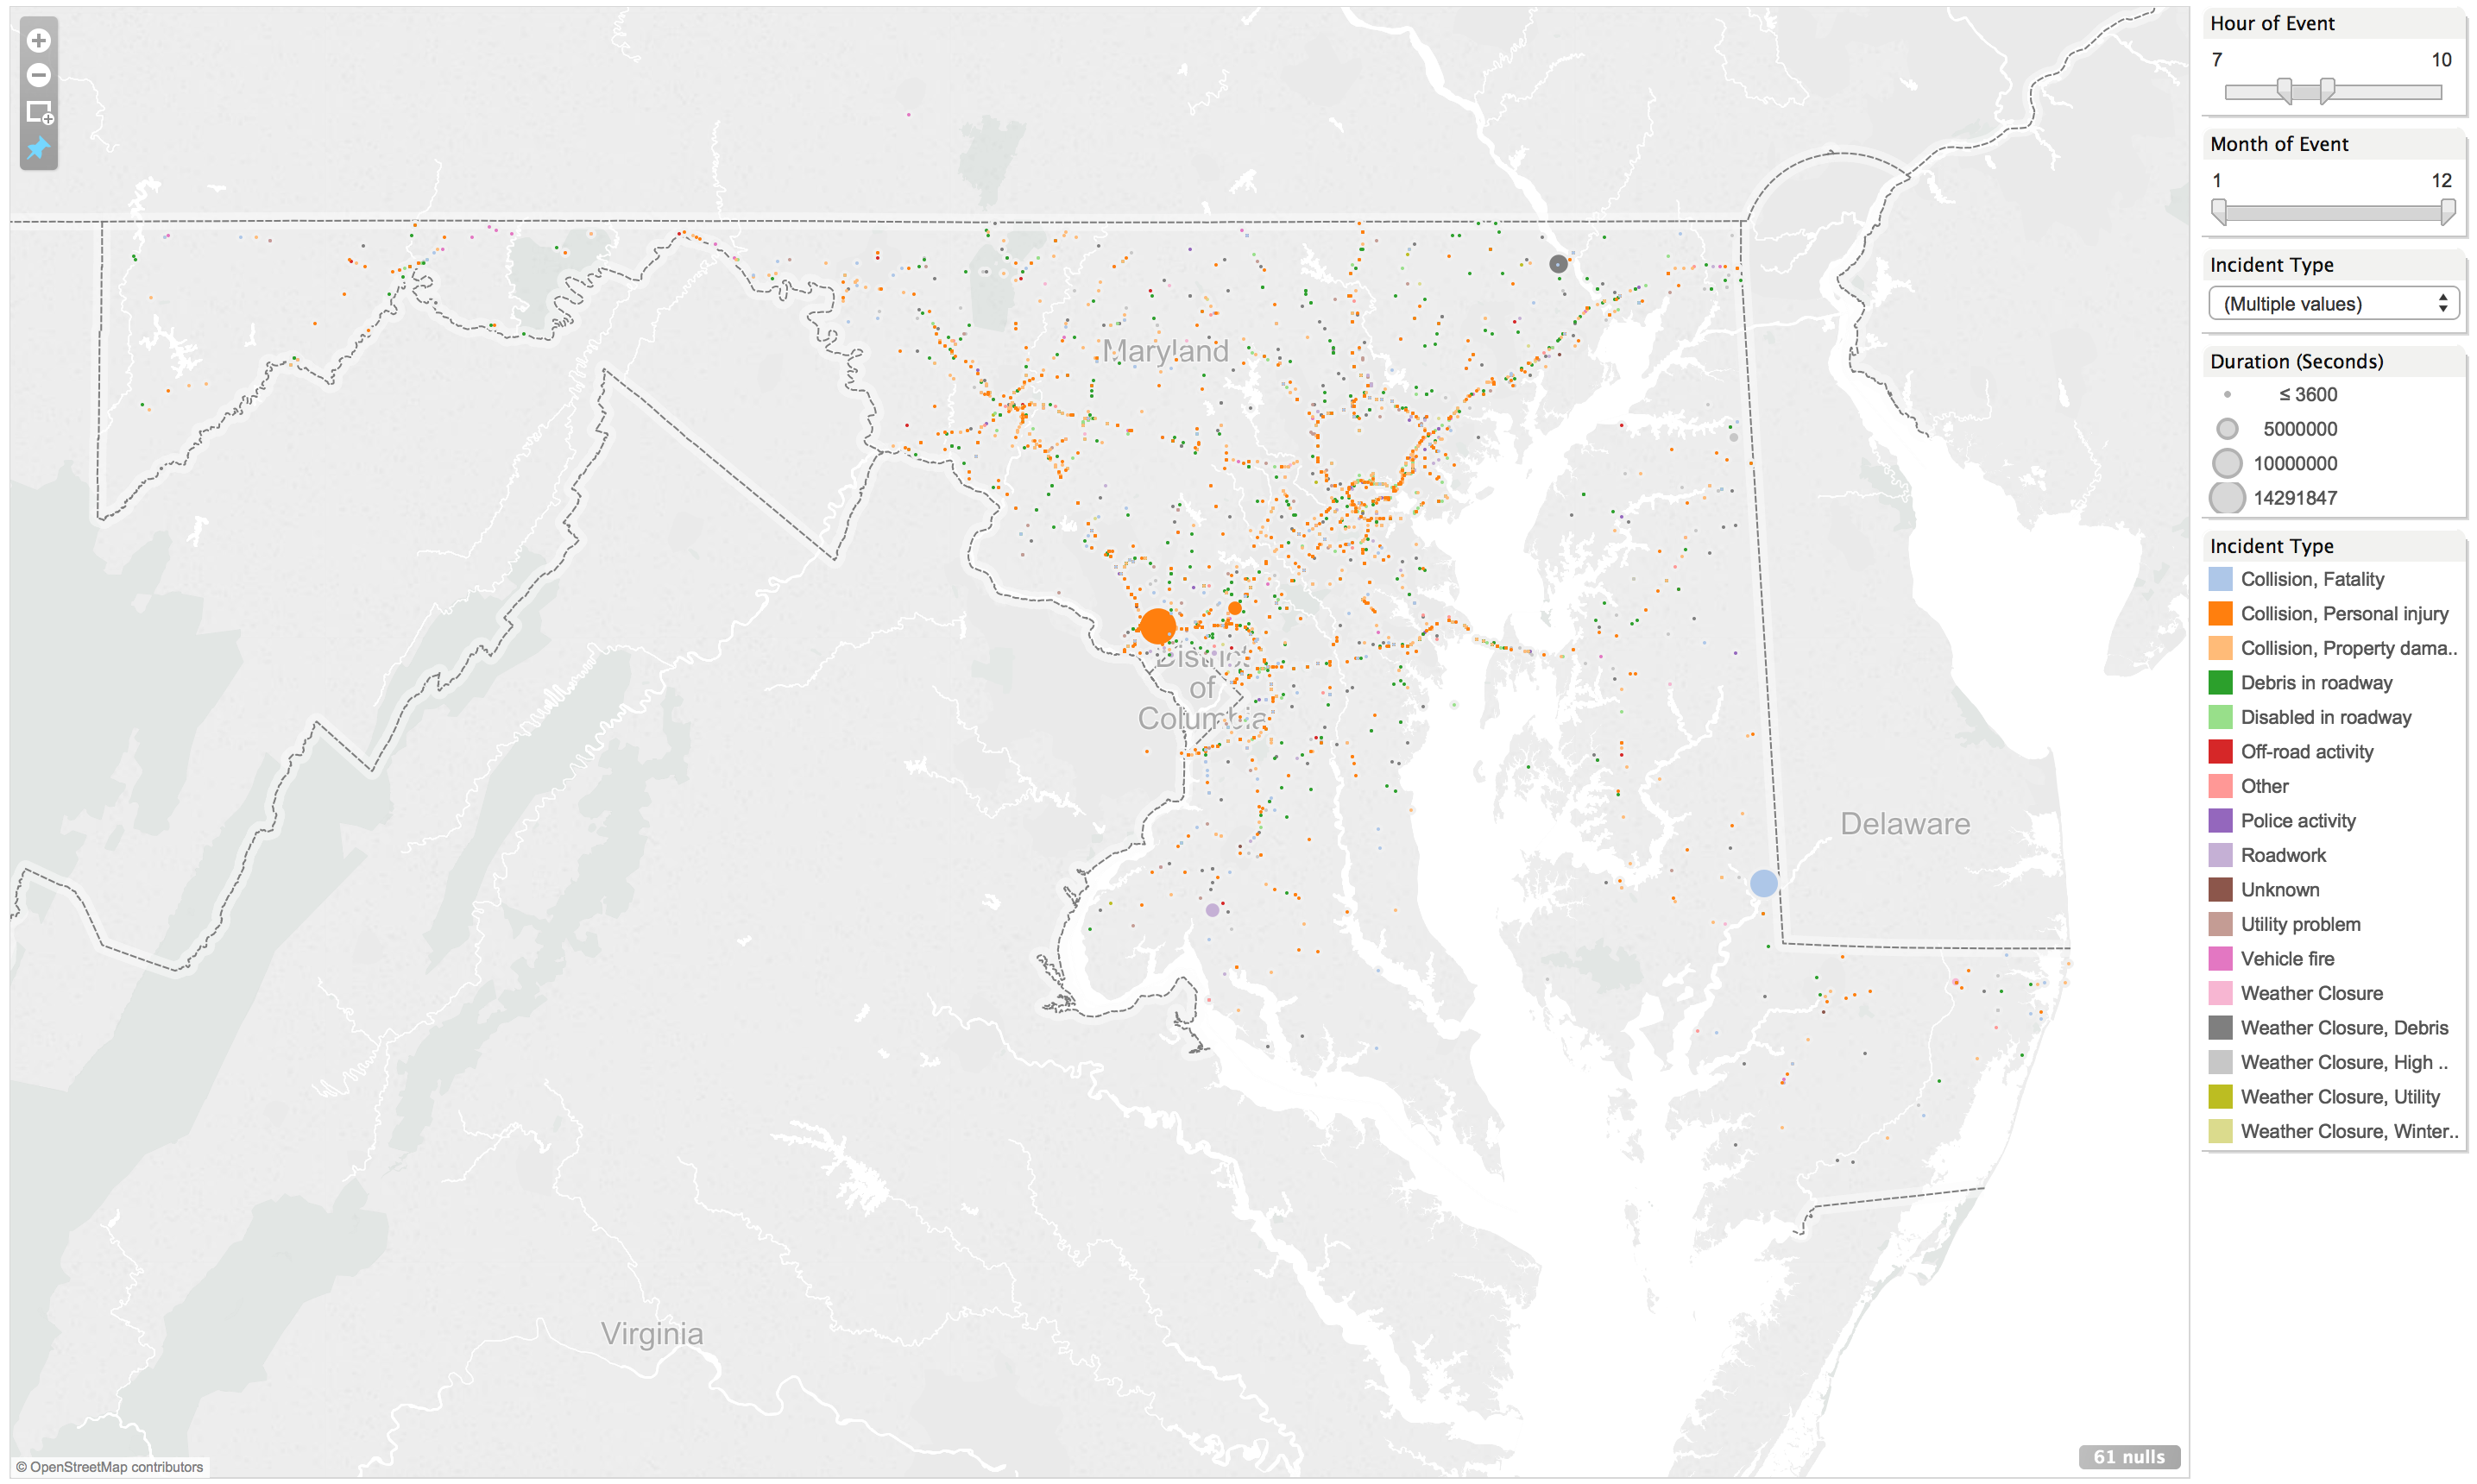 Maryland
District
of
Columbia
Delaware
Virginia
© OpenStreetMap contributors
61 nulls
Hour of Event
7 10
Month of Event
1 12
Incident Type
(Multiple values)
Duration (Seconds)
≤ 3600
5000000
10000000
14291847
Incident Type
Collision, Fatality
Collision, Personal injury
Collision, Property dama..
Debris in roadway
Disabled in roadway
Off-road activity
Other
Police activity
Roadwork
Unknown
Utility problem
Vehicle fire
Weather Closure
Weather Closure, Debris
Weather Closure, High ..
Weather Closure, Utility
Weather Closure, Winter..